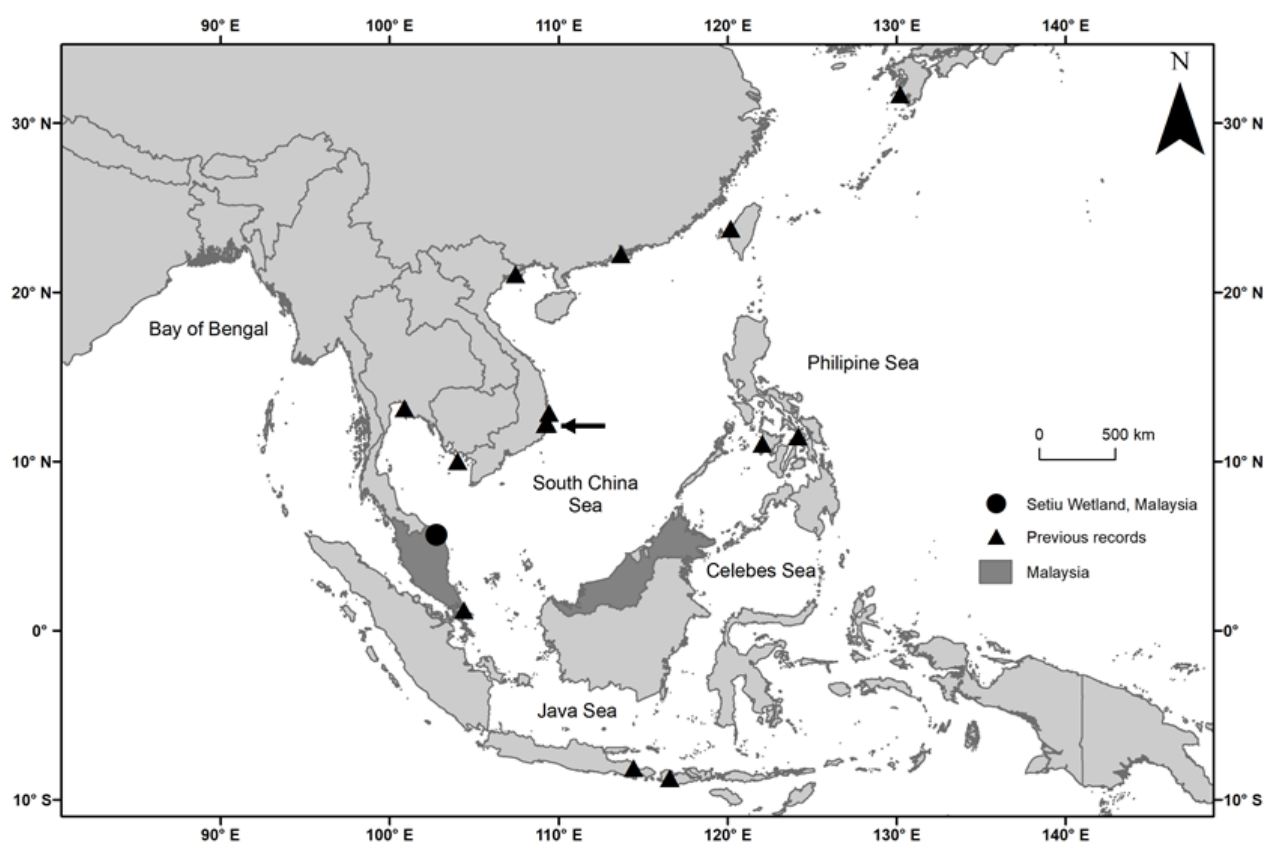 90° E 100° E 110° E 120° E 130° E 140° E
N
30° N 30° N
20° N 20° N
Bay of Bengal
Philipine Sea
0 500 km
10° N 10° N
South China
Sea
Setiu Wetland, Malaysia
Previous records
Malaysia
Celebes Sea
0° 0°
Java Sea
10° S 10° S
90° E 100° E 110° E 120° E 130° E 140° E